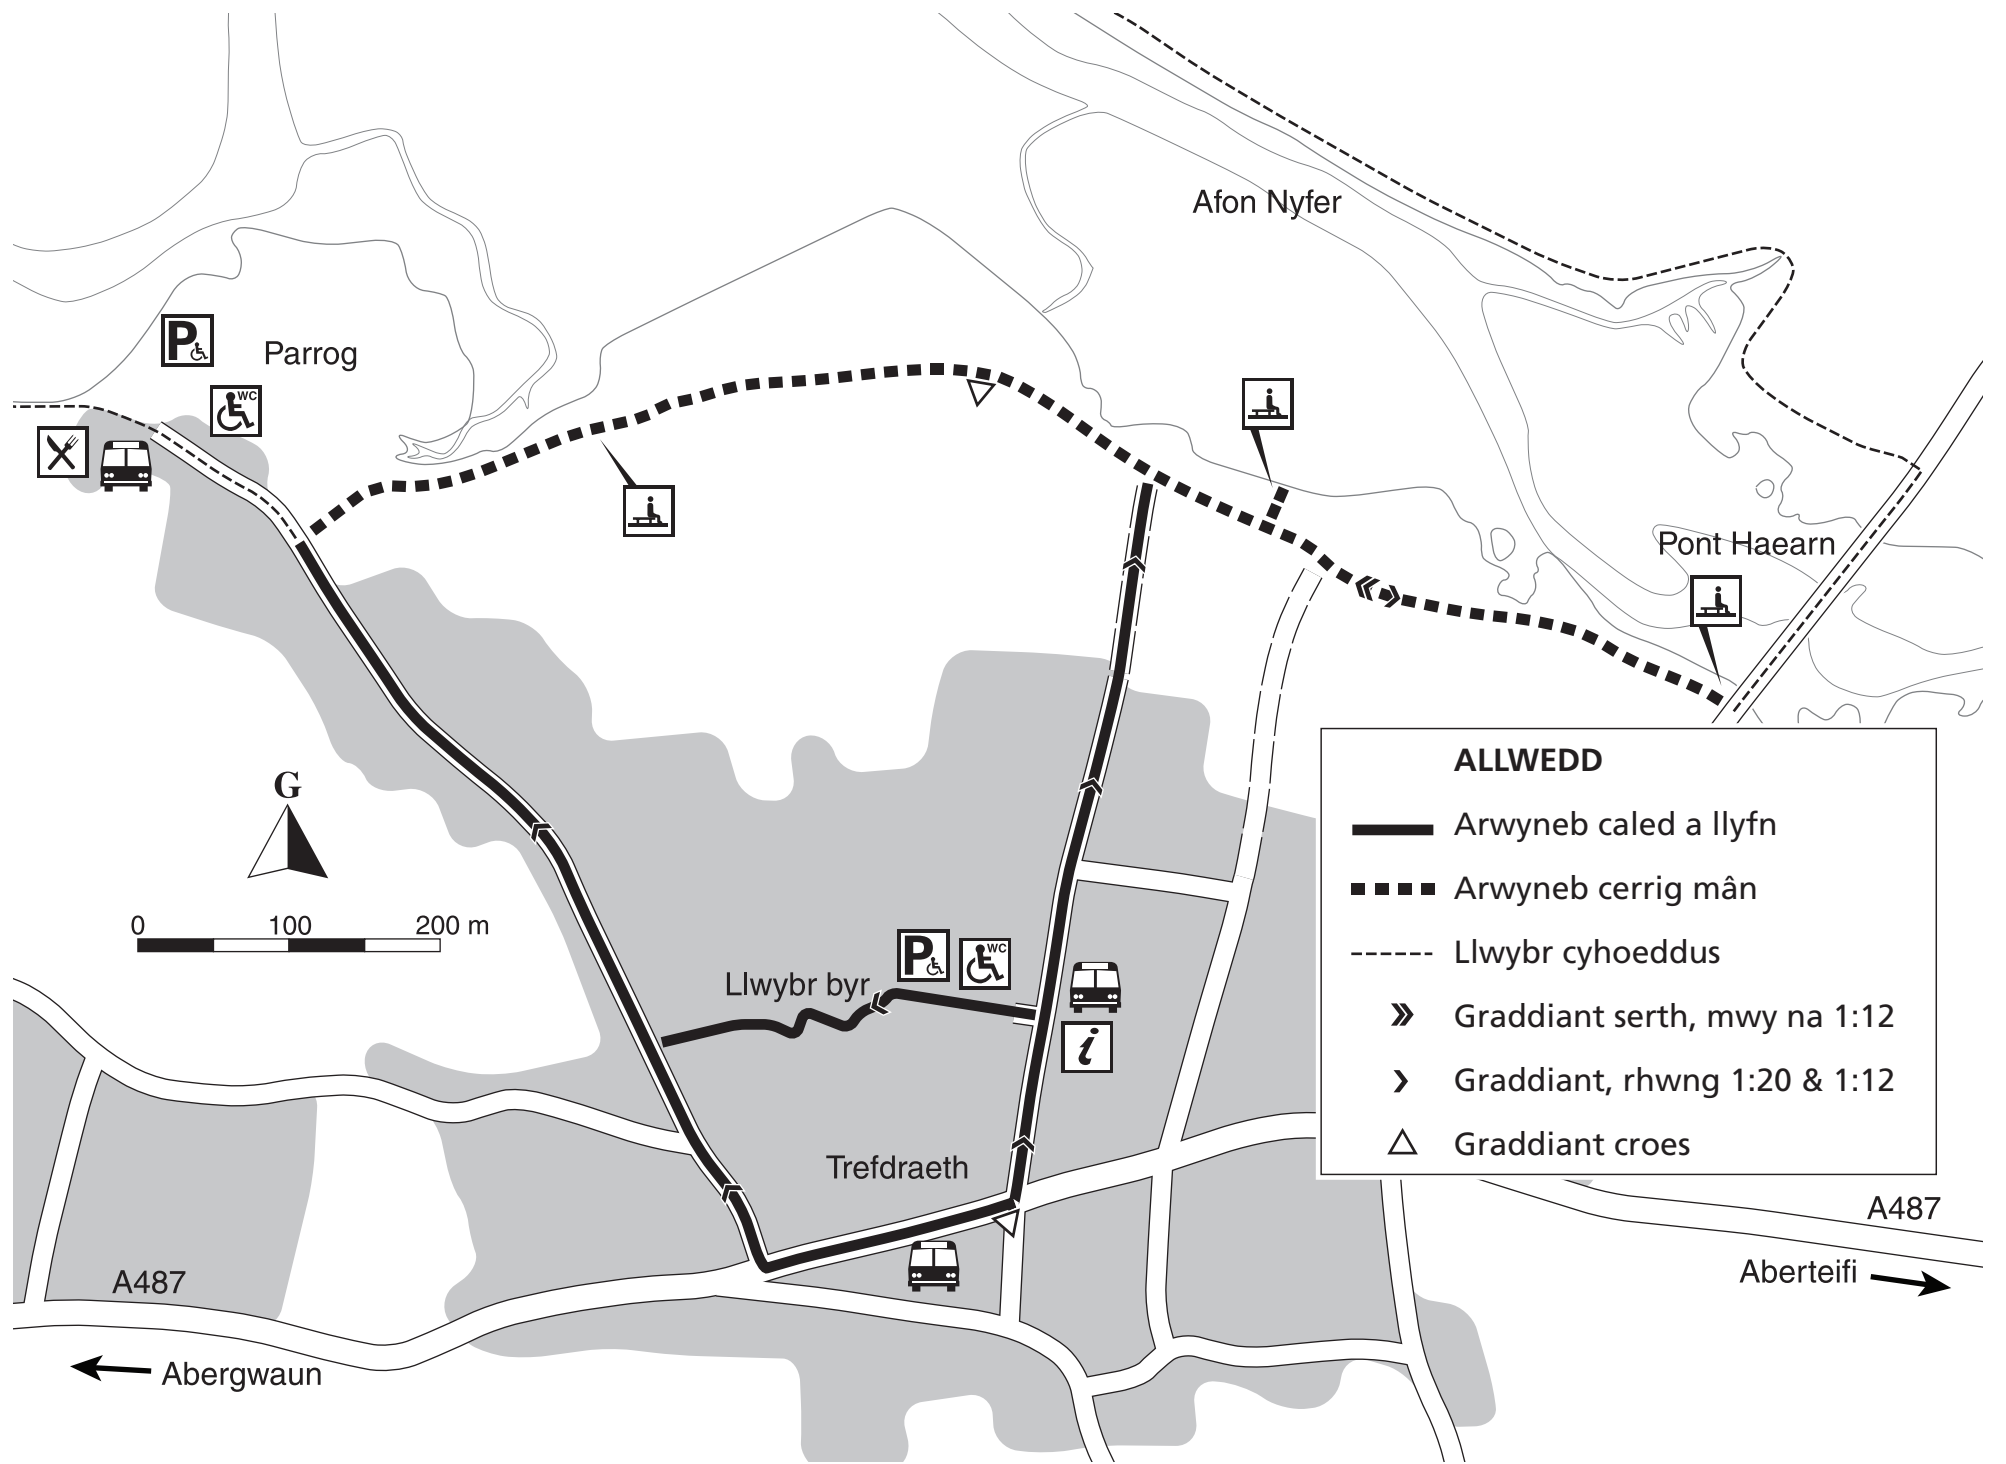 Afon Nyfer
P
Parrog
WC
Pont Haearn
G
0 100 200 m
P
WC
Llwybr byr
i
Trefdraeth
A487
Abergwaun
A487
Aberteifi
ALLWEDD
Arwyneb caled a llyfn
Arwyneb cerrig mân
Llwybr cyhoeddus
Graddiant serth, mwy na 1:12
Graddiant, rhwng 1:20 & 1:12
Graddiant croes